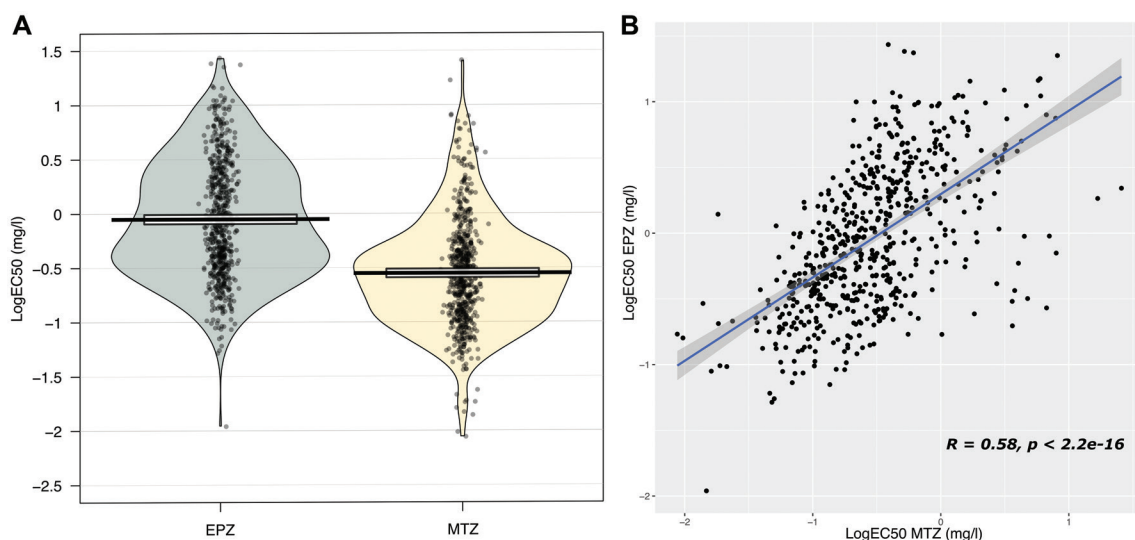 A
LogEC50 (mg/l)
1.5
1
0.5
0
−0.5
−1
−1.5
−2
−2.5
EPZ
MTZ
B
LogEC50 EPZ (mg/l)
1
0
−1
−2
R = 0.58, p < 2.2e-16
−2
−1
0
1
LogEC50 MTZ (mg/l)